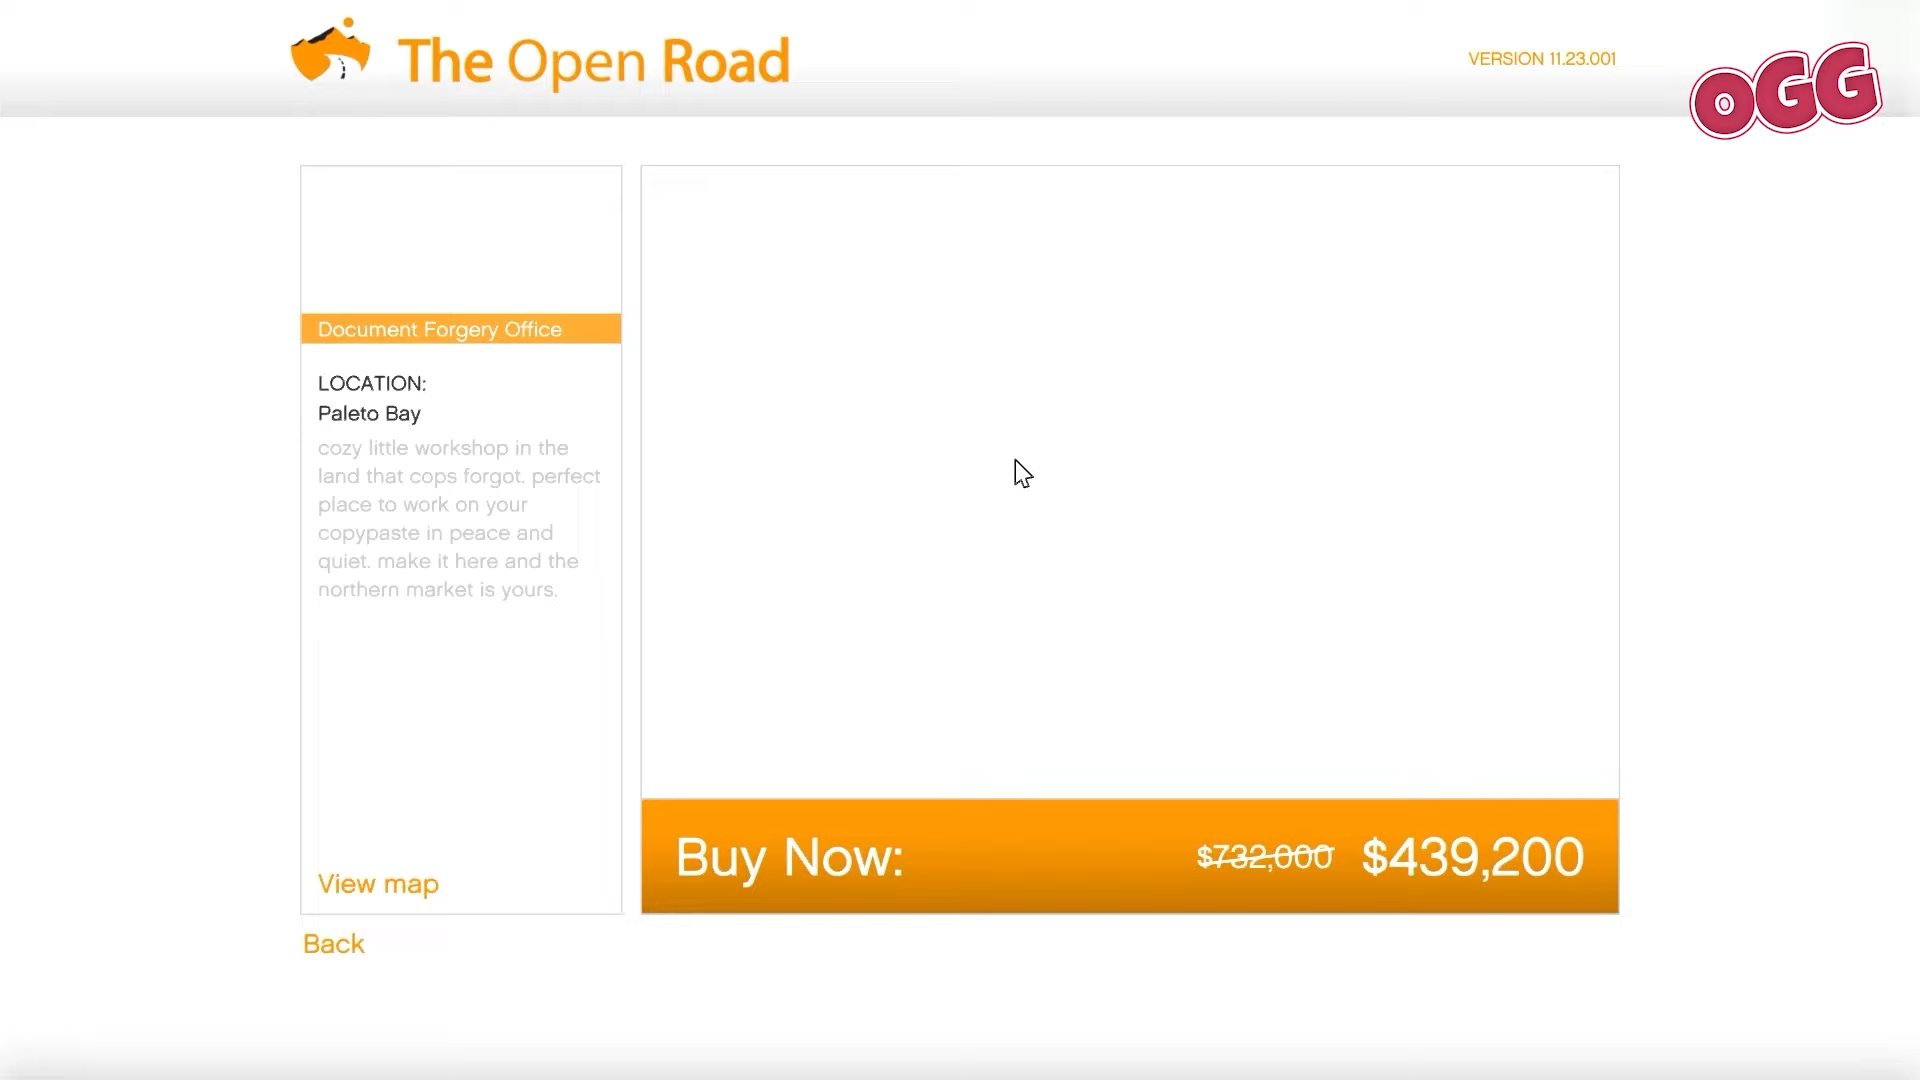 The Open Road
VERSION 11.23.001
OGG
Document Forgery Office
LOCATION:
Paleto Bay
cozy little workshop in the
land that cops forgot. perfect
place to work on your
copypaste in peace and
quiet. make it here and the
northern market is yours.
View map
Buy Now:
$732,000 $439,200
Back